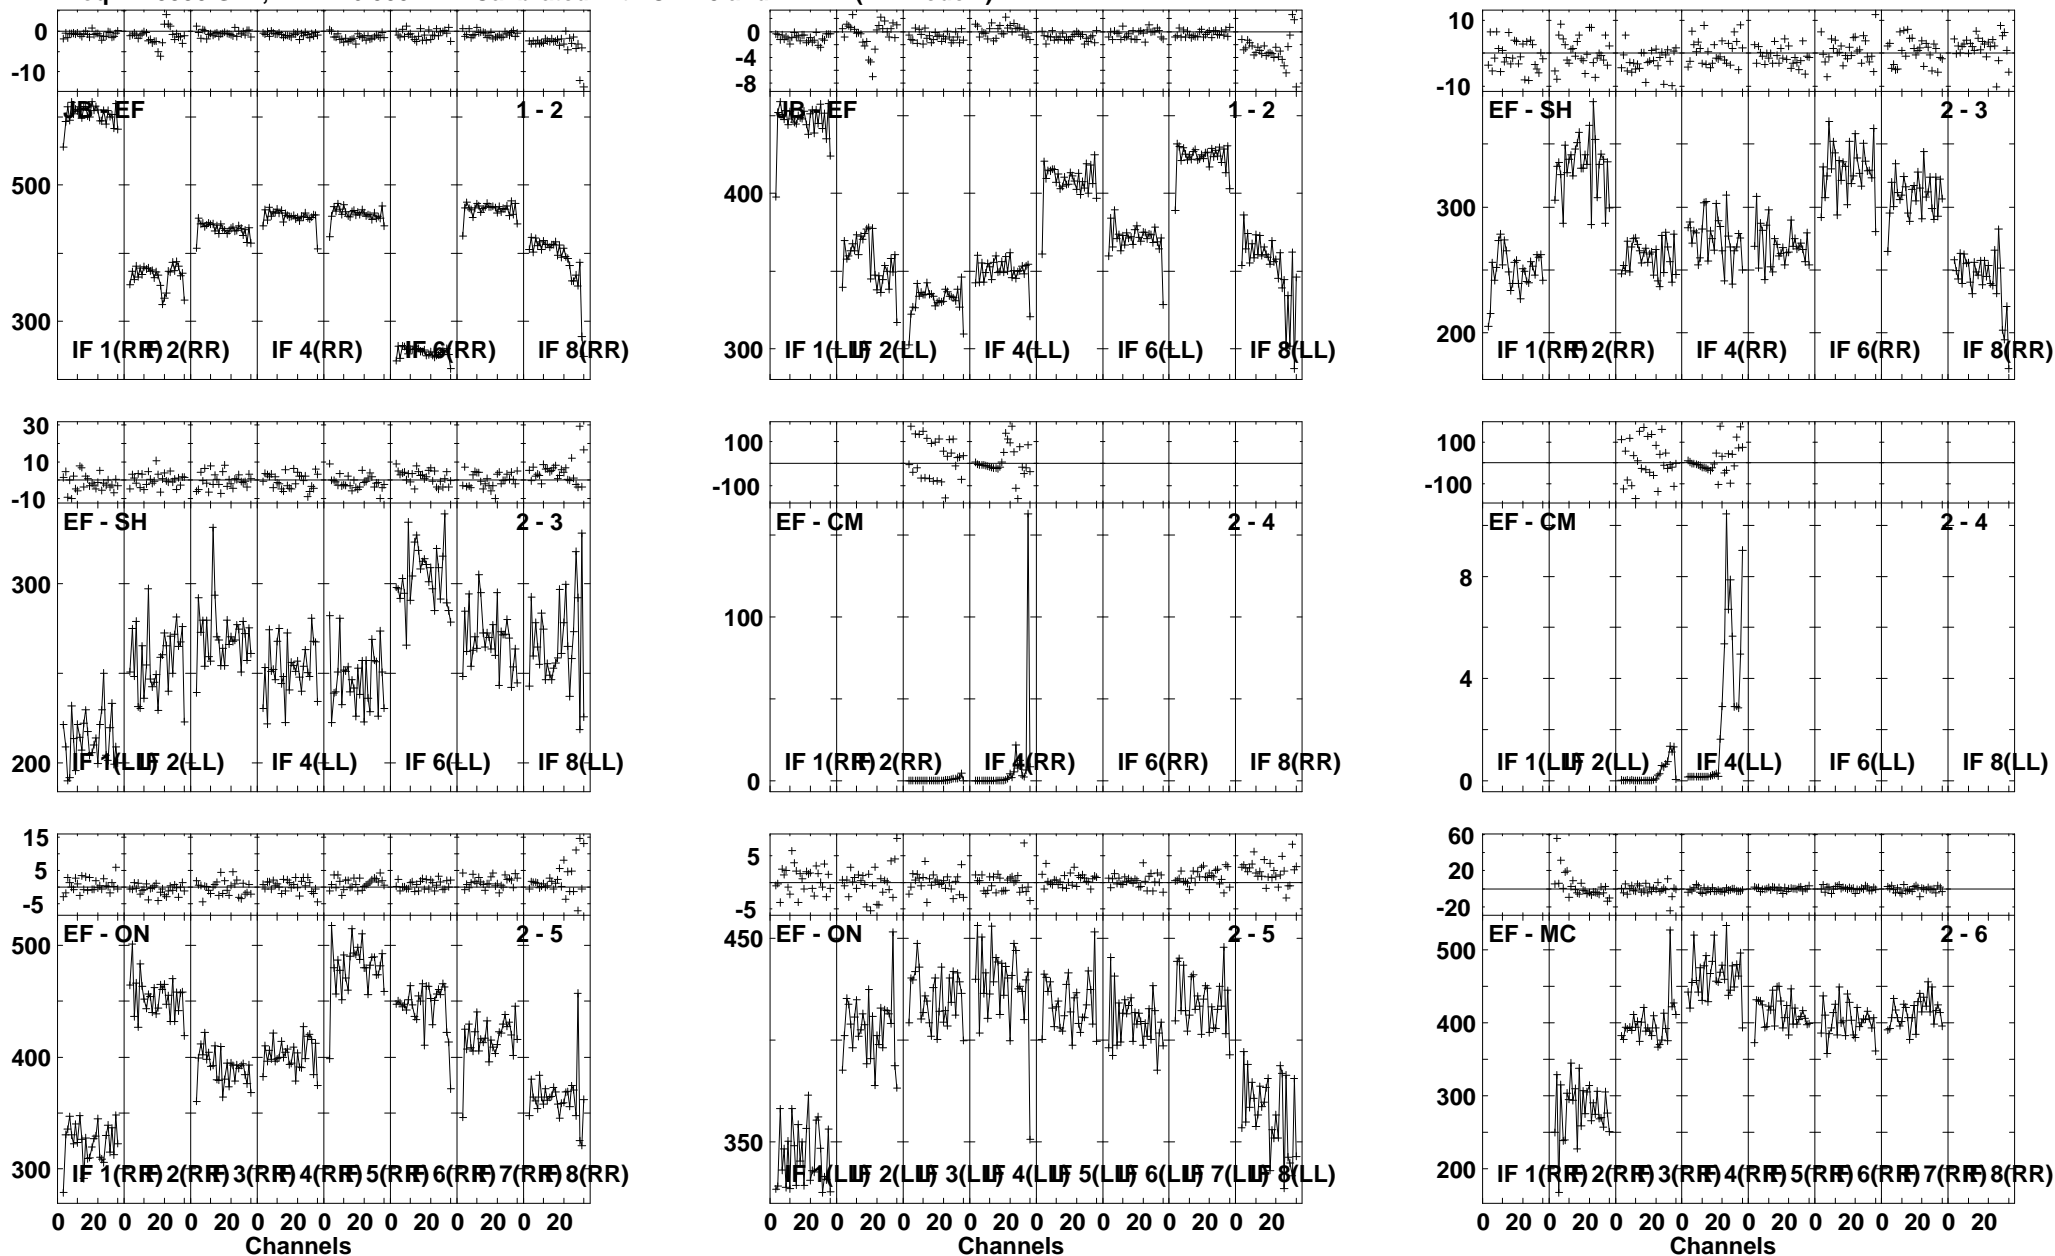 0 0 10
-10 -4 -8 -10
JB - EF 1 - 2 JB - EF 1 - 2 EF - SH 2 - 3
500 400 300
300 300 200
IF 1(RR) IF 2(RR) IF 4(RR) IF 6(RR) IF 8(RR) IF 1(LL) IF 2(LL) IF 4(LL) IF 6(LL) IF 8(LL) IF 1(RR) IF 2(RR) IF 4(RR) IF 6(RR) IF 8(RR)
30 10 -10 100 -100 100 -100
EF - SH 2 - 3 EF - CM 2 - 4 EF - CM 2 - 4
300 100 8 4
200 0 0
IF 1(LL) IF 2(LL) IF 4(LL) IF 6(LL) IF 8(LL) IF 1(RR) IF 2(RR) IF 4(RR) IF 6(RR) IF 8(RR) IF 1(LL) IF 2(LL) IF 4(LL) IF 6(LL) IF 8(LL)
15 5 -5 5 -5 60 20 -20
EF - ON 2 - 5 EF - ON 2 - 5 EF - MC 2 - 6
500 400 300 450 350 500 400 300 200
IF 1(RR) IF 2(RR) IF 3(RR) IF 4(RR) IF 5(RR) IF 6(RR) IF 7(RR) IF 8(RR) IF 1(LL) IF 2(LL) IF 3(LL) IF 4(LL) IF 5(LL) IF 6(LL) IF 7(LL) IF 8(LL) IF 1(RR) IF 2(RR) IF 3(RR) IF 4(RR) IF 5(RR) IF 6(RR) IF 7(RR) IF 8(RR)
0 20 0 20 0 20 0 20 0 20 0 20 0 20 0 20 0 20 0 20 0 20 0 20 0 20 0 20 0 20 0 20 0 20 0 20 0 20 0 20 0 20 0 20 0 20 0 20
Channels Channels Channels